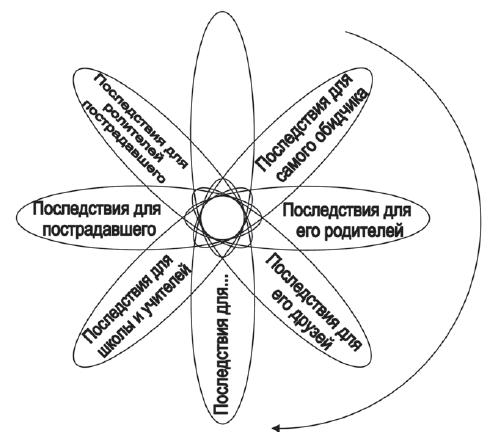 Последствия для
самого обидчика
Последствия для
его родителей
Последствия для
его друзей
Последствия для...
Последствия для
школы и учителей
Последствия для
пострадавшего
Последствия для
родителей
пострадавшего